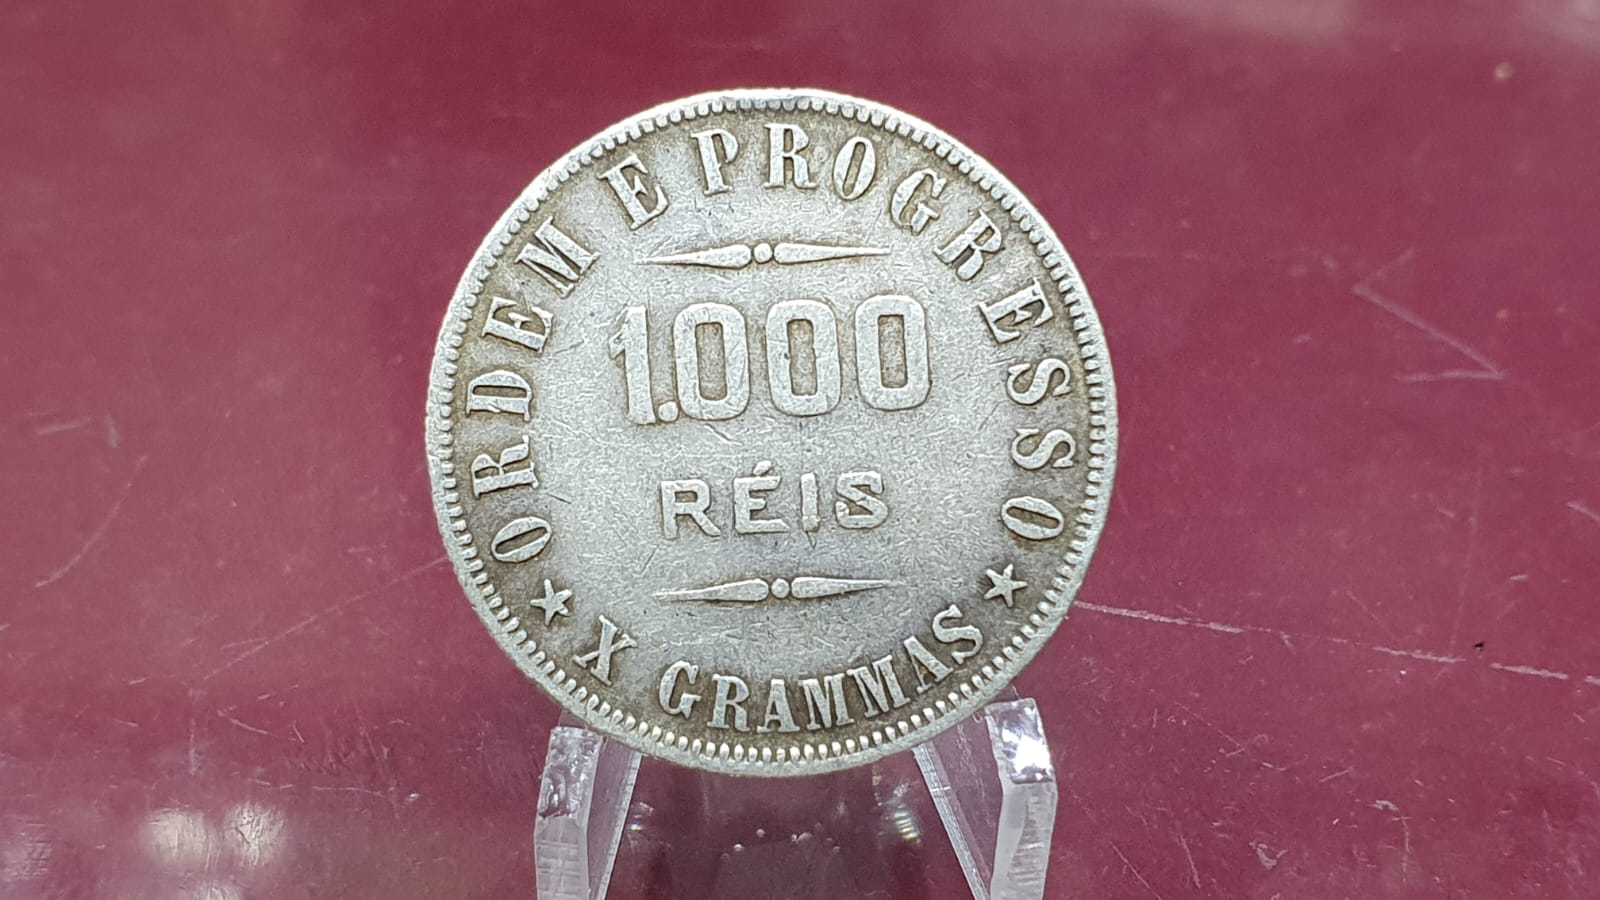 ORDEM E PROGRESSO
1.000
RÉIS
X GRAMMAS